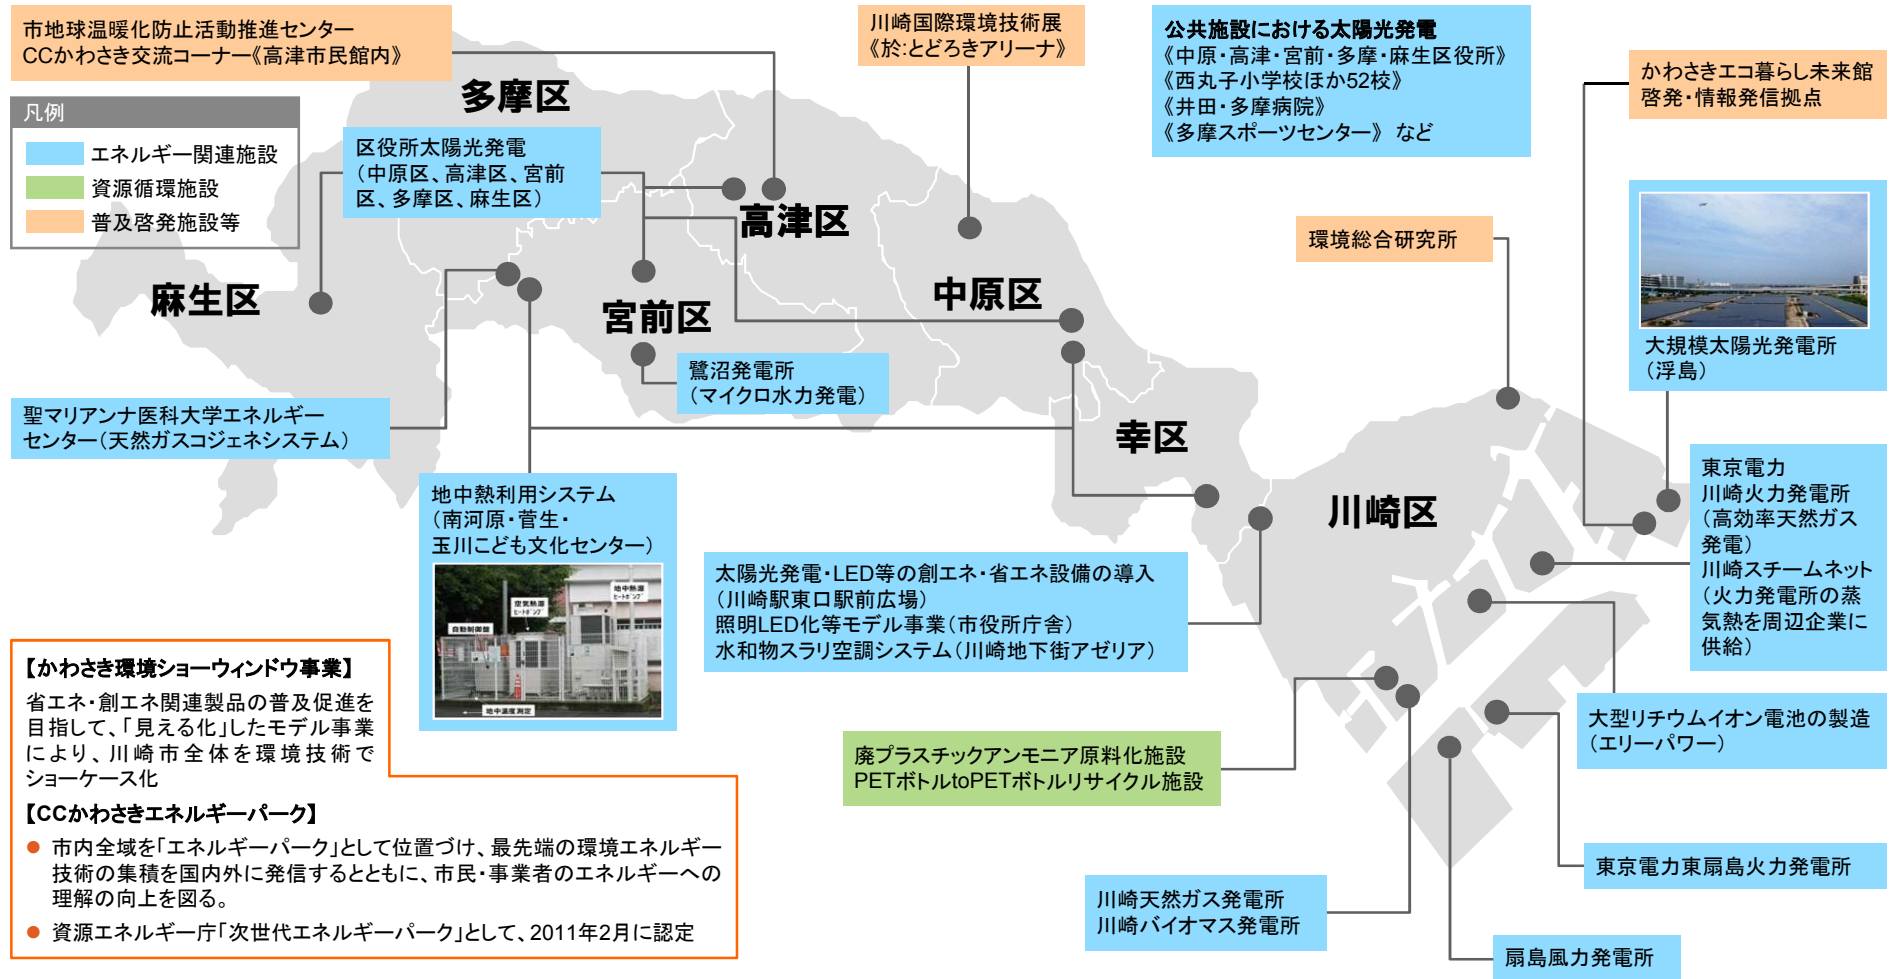 市地球温暖化防止活動推進センター
CCかわさき交流コーナー《高津市民館内》
川崎国際環境技術展
《於:とどろきアリーナ》
公共施設における太陽光発電
《中原・高津・宮前・多摩・麻生区役所》
《西丸子小学校ほか52校》
《井田・多摩病院》
《多摩スポーツセンター》 など
かわさきエコ暮らし未来館
啓発・情報発信拠点
凡例
エネルギー関連施設
資源循環施設
普及啓発施設等
多摩区
区役所太陽光発電
(中原区、高津区、宮前
区、多摩区、麻生区)
高津区
環境総合研究所
麻生区
宮前区
中原区
大規模太陽光発電所
(浮島)
鷺沼発電所
(マイクロ水力発電)
聖マリアンナ医科大学エネルギー
センター(天然ガスコジェネシステム)
幸区
川崎区
東京電力
川崎火力発電所
(高効率天然ガス
発電)
川崎スチームネット
(火力発電所の蒸
気熱を周辺企業に
供給)
地中熱利用システム
(南河原・菅生・
玉川こども文化センター)
地中熱源
ヒートポンプ
空気熱源
ヒートポンプ
自動制御盤
地中温度測定
太陽光発電・LED等の創エネ・省エネ設備の導入
(川崎駅東口駅前広場)
照明LED化等モデル事業(市役所庁舎)
水和物スラリ空調システム(川崎地下街アゼリア)
【かわさき環境ショーウィンドウ事業】
省エネ・創エネ関連製品の普及促進を
目指して、「見える化」したモデル事業
により、川崎市全体を環境技術で
ショーケース化
【CCかわさきエネルギーパーク】
● 市内全域を「エネルギーパーク」として位置づけ、最先端の環境エネルギー
技術の集積を国内外に発信するとともに、市民・事業者のエネルギーへの
理解の向上を図る。
● 資源エネルギー庁「次世代エネルギーパーク」として、2011年2月に認定
大型リチウムイオン電池の製造
(エリーパワー)
廃プラスチックアンモニア原料化施設
PETボトルtoPETボトルリサイクル施設
東京電力東扇島火力発電所
川崎天然ガス発電所
川崎バイオマス発電所
扇島風力発電所